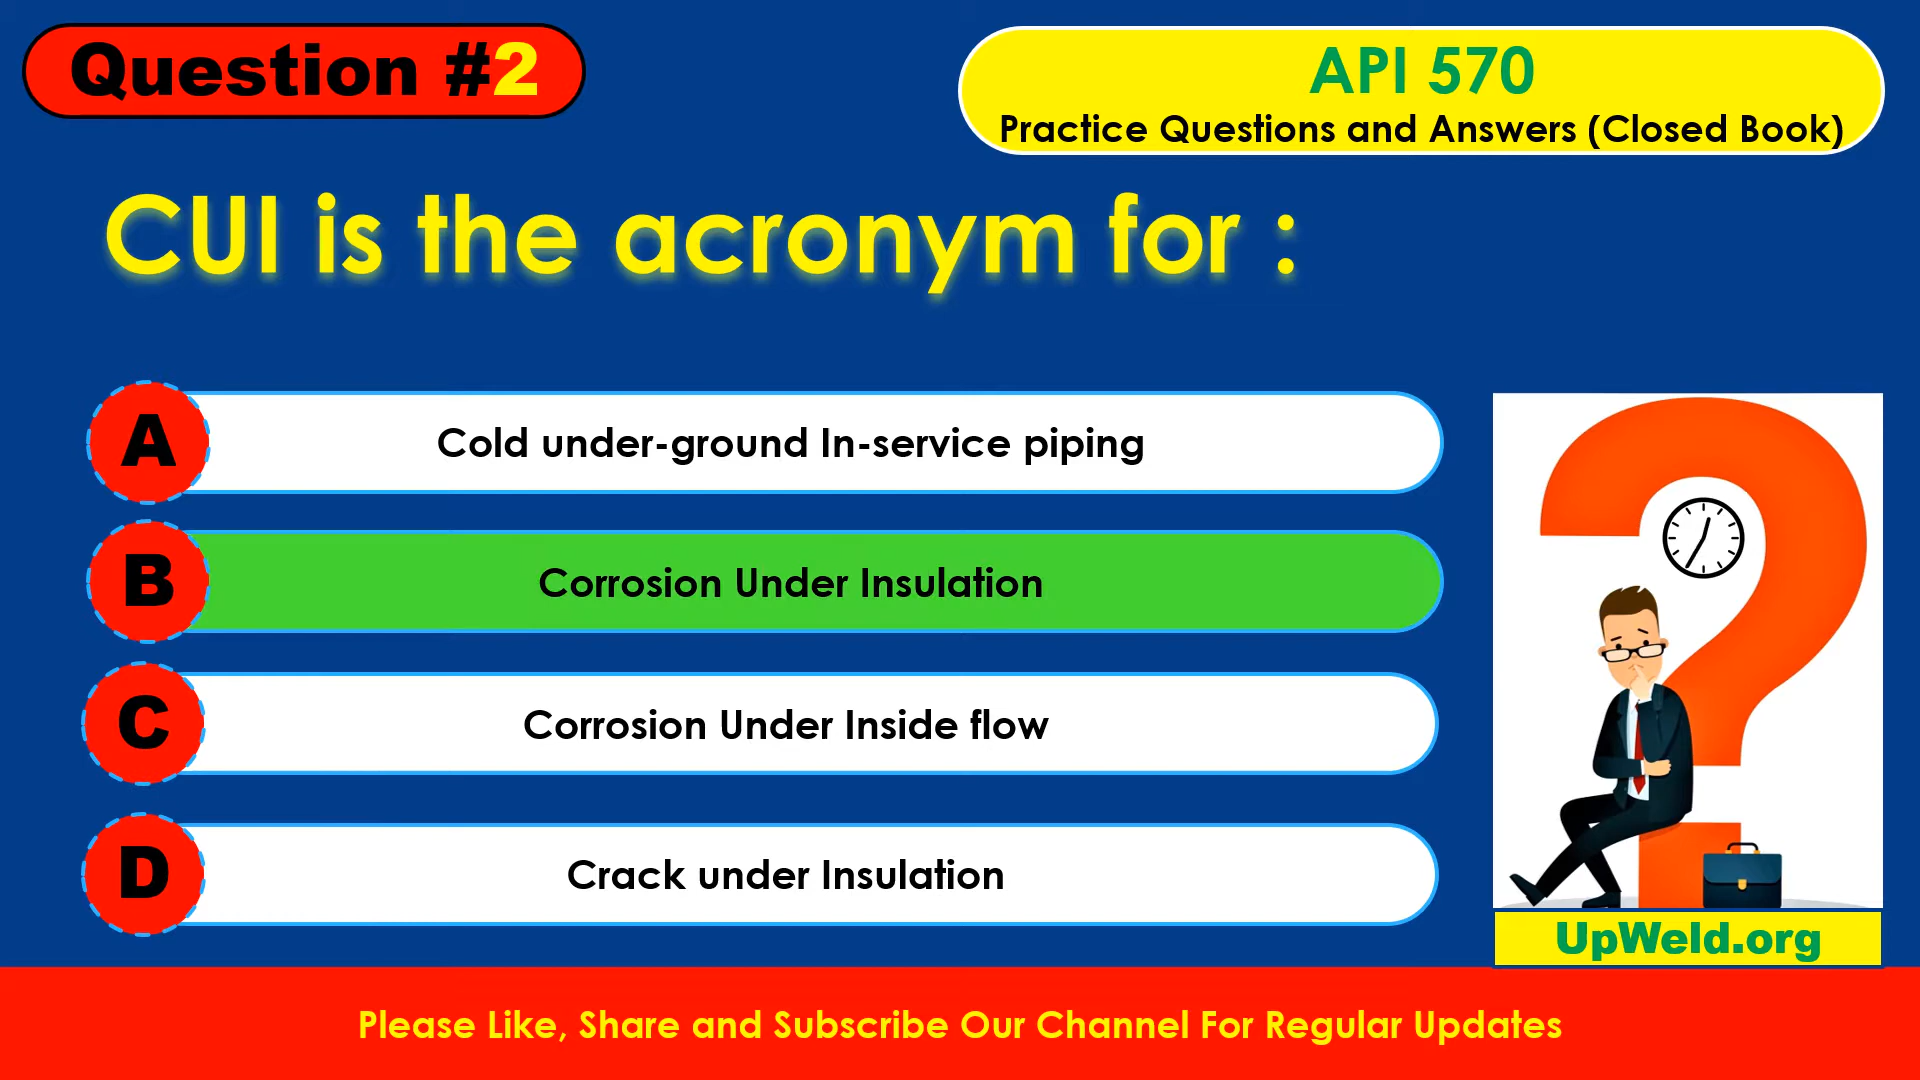 Question #2
API 570
Practice Questions and Answers (Closed Book)
CUI is the acronym for :
A
Cold under-ground In-service piping
B
Corrosion Under Insulation
C
Corrosion Under Inside flow
D
Crack under Insulation
UpWeld.org
Please Like, Share and Subscribe Our Channel For Regular Updates